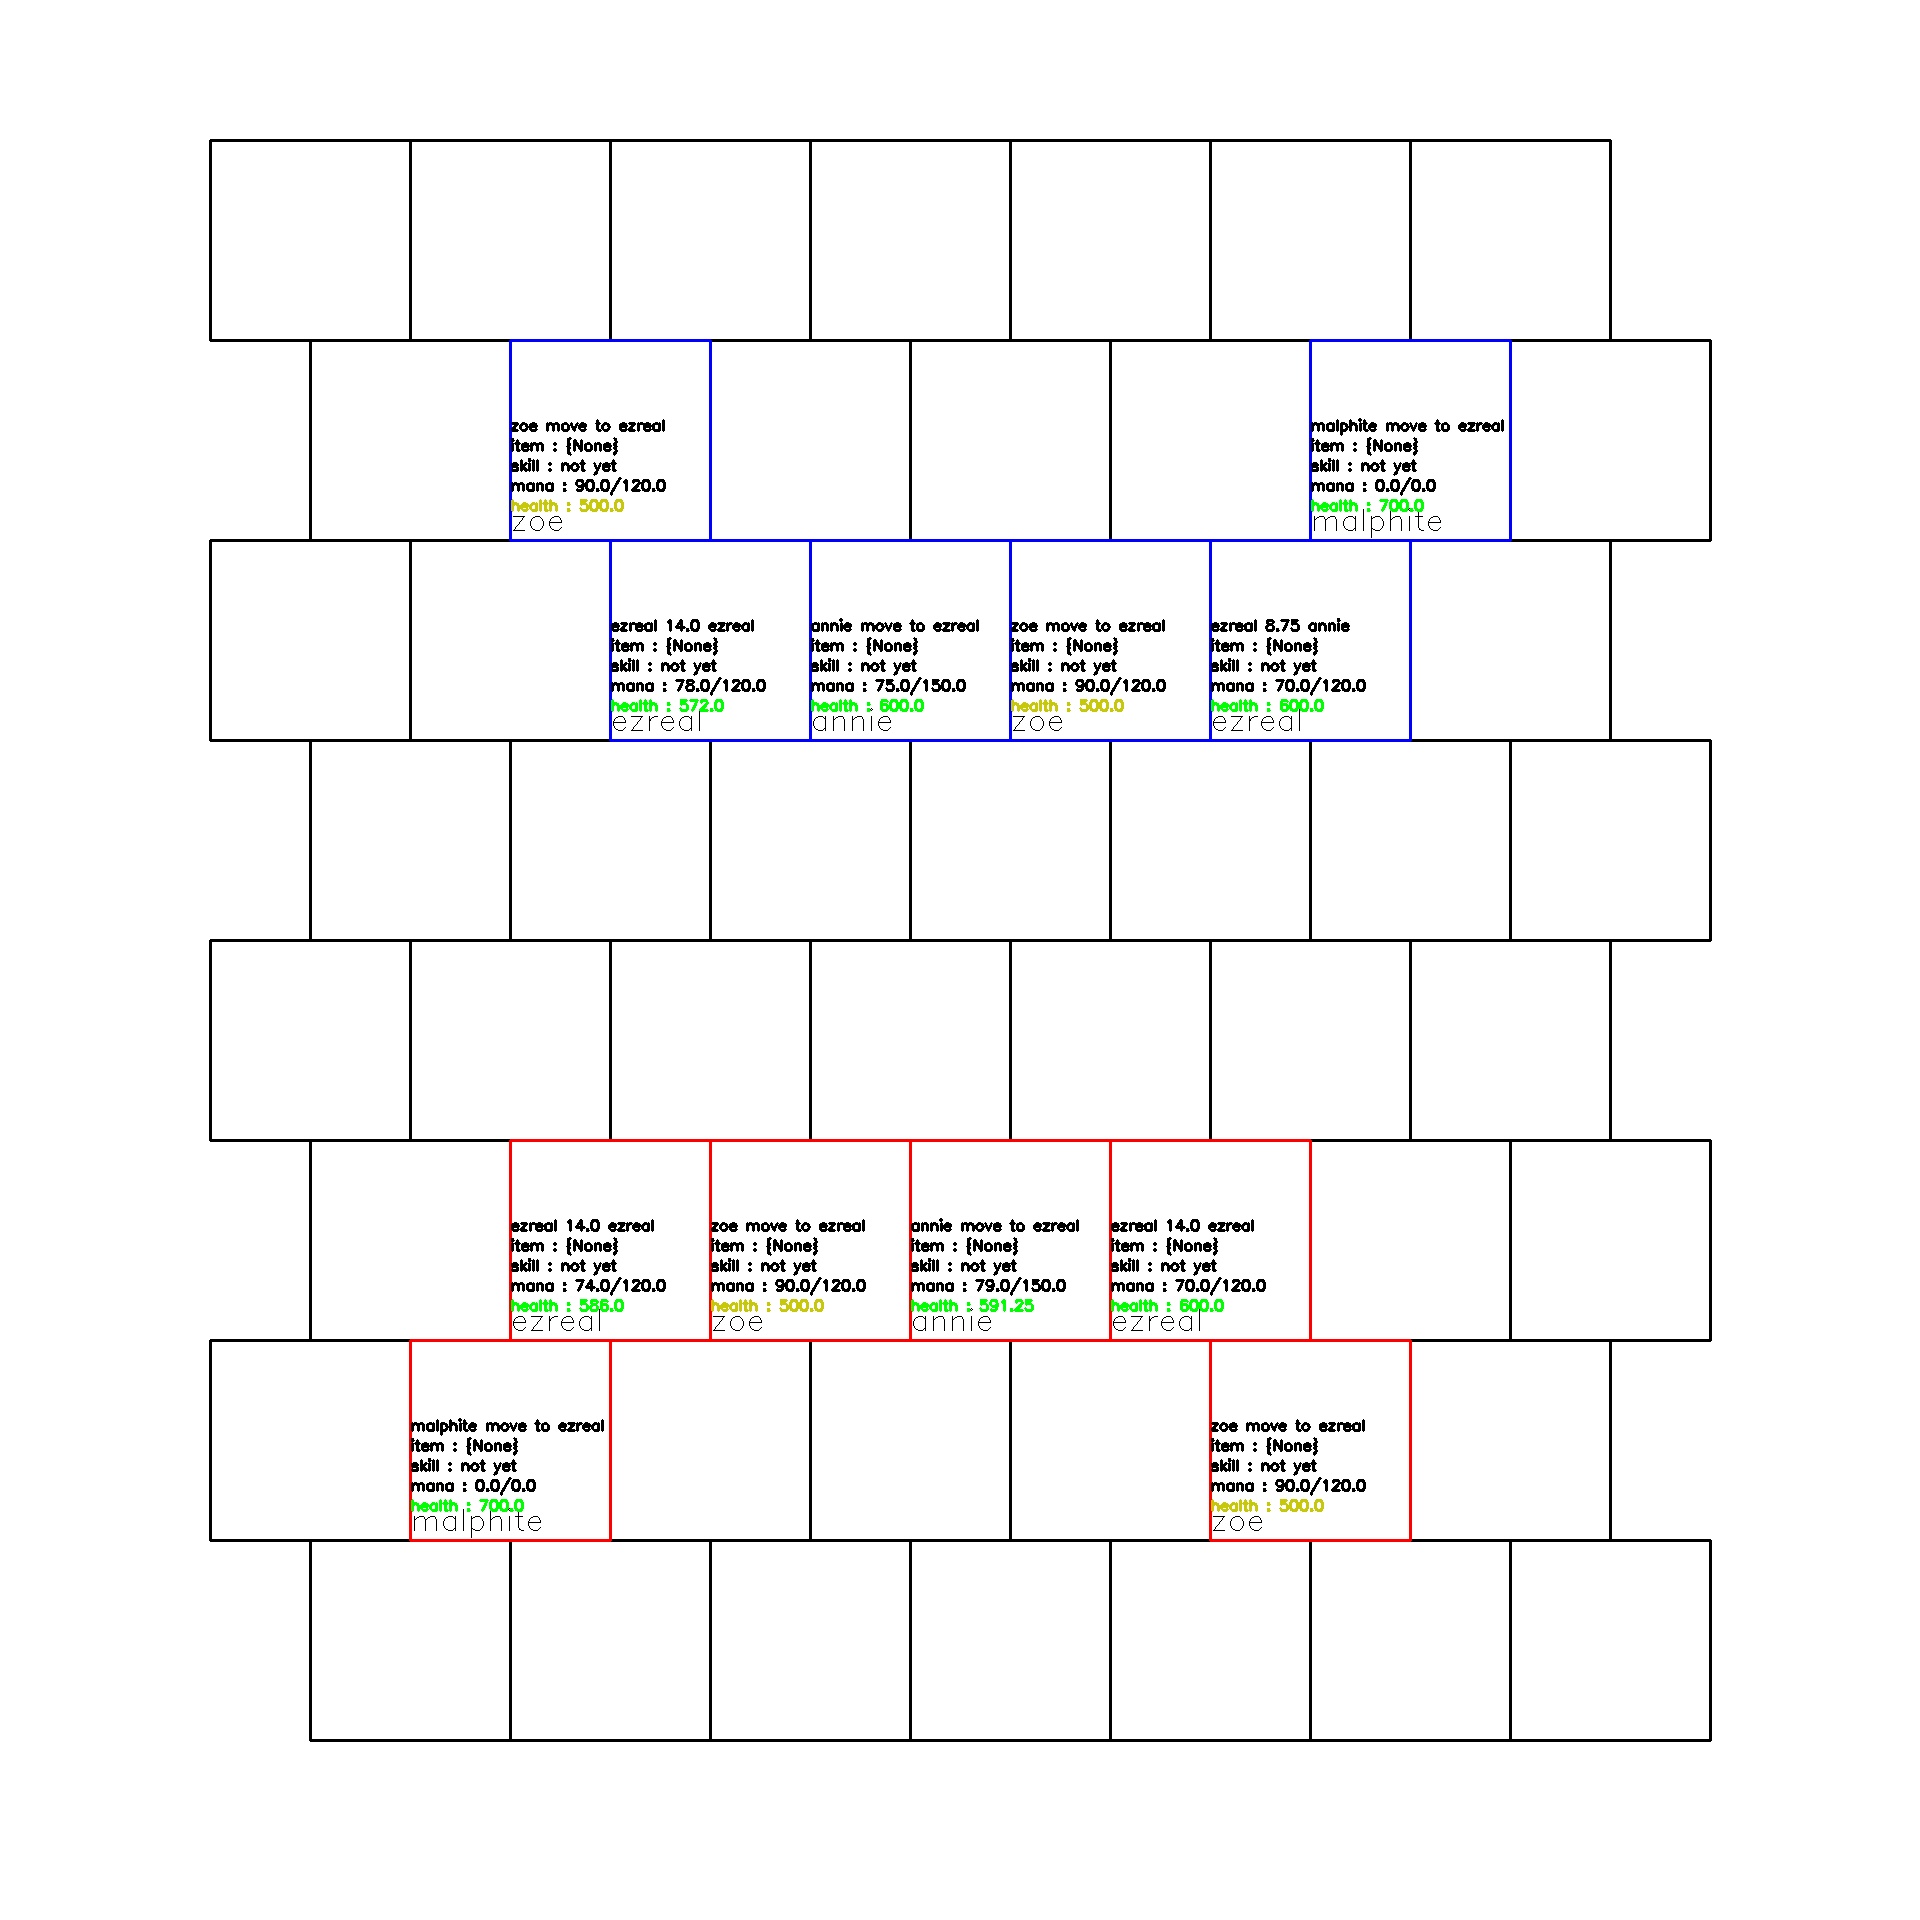 zoe move to ezreal
item : {None}
skill : not yet
mana : 90.0/120.0
health : 500.0
zoe
malphite move to ezreal
item : {None}
skill : not yet
mana : 0.0/0.0
health : 700.0
malphite
ezreal 14.0 ezreal
item : {None}
skill : not yet
mana : 78.0/120.0
health : 572.0
ezreal
annie move to ezreal
item : {None}
skill : not yet
mana : 75.0/150.0
health : 600.0
annie
zoe move to ezreal
item : {None}
skill : not yet
mana : 90.0/120.0
health : 500.0
zoe
ezreal 8.75 annie
item : {None}
skill : not yet
mana : 70.0/120.0
health : 600.0
ezreal
ezreal 14.0 ezreal
item : {None}
skill : not yet
mana : 74.0/120.0
health : 586.0
ezreal
zoe move to ezreal
item : {None}
skill : not yet
mana : 90.0/120.0
health : 500.0
zoe
annie move to ezreal
item : {None}
skill : not yet
mana : 79.0/150.0
health : 591.25
annie
ezreal 14.0 ezreal
item : {None}
skill : not yet
mana : 70.0/120.0
health : 600.0
ezreal
malphite move to ezreal
item : {None}
skill : not yet
mana : 0.0/0.0
health : 700.0
malphite
zoe move to ezreal
item : {None}
skill : not yet
mana : 90.0/120.0
health : 500.0
zoe